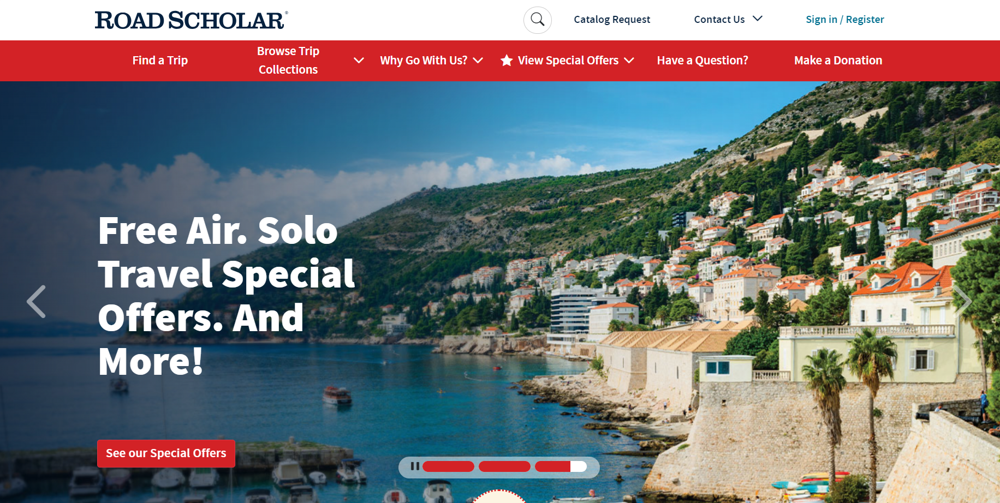 ROAD SCHOLAR®
Catalog Request
Contact Us
Sign in / Register
Find a Trip
Browse Trip
Collections
Why Go With Us?
View Special Offers
Have a Question?
Make a Donation
Free Air. Solo
Travel Special
Offers. And
More!
See our Special Offers